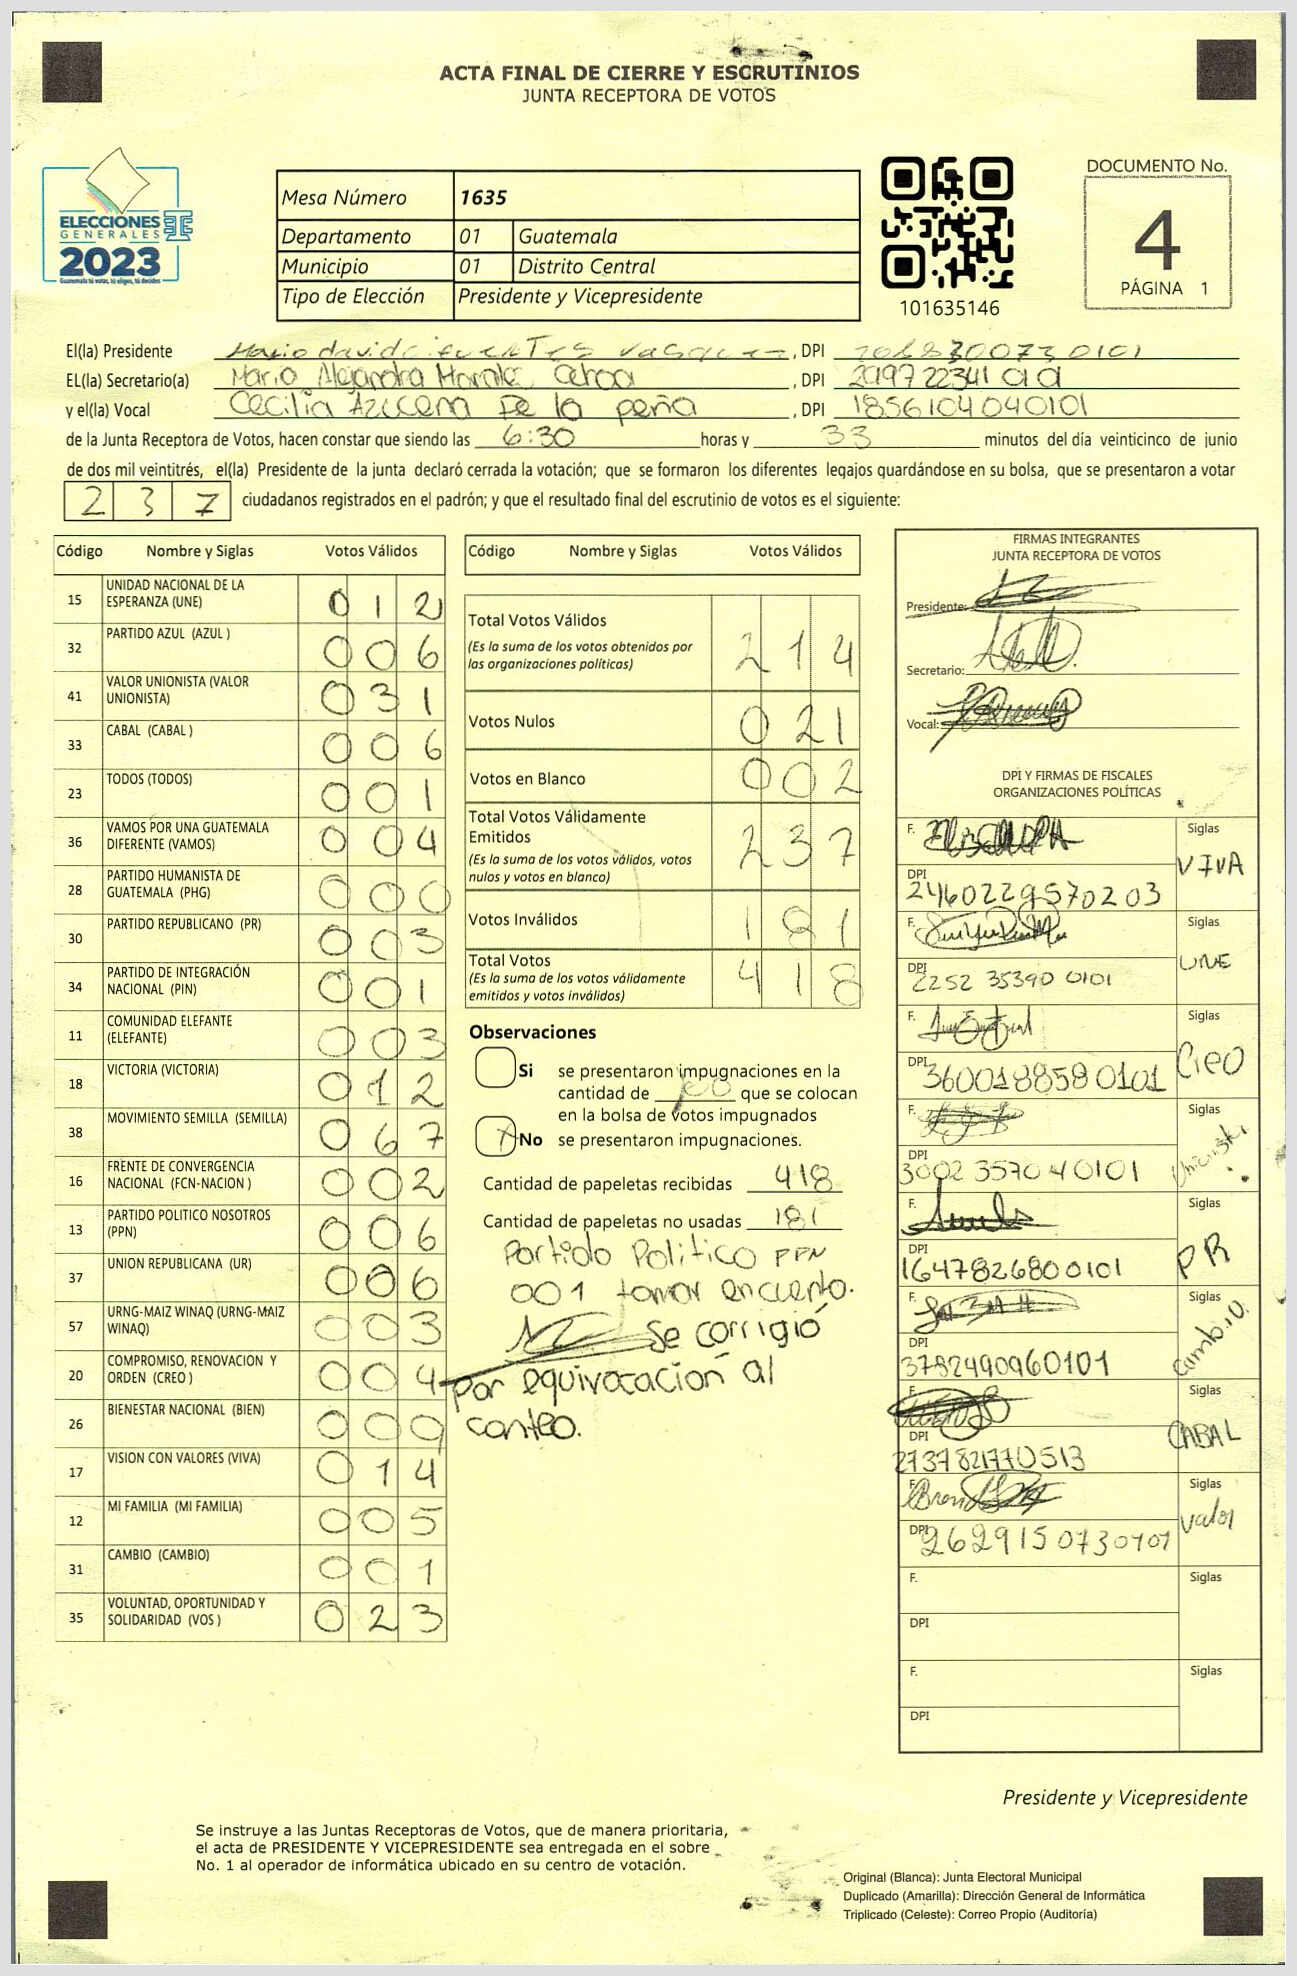 ACTA FINAL DE CIERRE Y ESCRUTINIOS
JUNTA RECEPTORA DE VOTOS
ELECCIONES
GENERALES
2023
Guatemala tú votas, tú eliges, tú decides
Mesa Número 1635
Departamento 01 Guatemala
Municipio 01 Distrito Central
Tipo de Elección Presidente y Vicepresidente
101635146
DOCUMENTO No.
4
PÁGINA 1
El(la) Presidente Mario david Fuentes Vasquez, DPI
EL(la) Secretario(a) Maria Alejandra Morales Ochoa, DPI 2997 22341 0101
y el(la) Vocal Cecilia Azucena De la peña, DPI 1856104040101
de la Junta Receptora de Votos, hacen constar que siendo las 6:30 horas y 33 minutos del día veinticinco de junio
de dos mil veintitrés, el(la) Presidente de la junta declaró cerrada la votación; que se formaron los diferentes legajos quardándose en su bolsa, que se presentaron a votar
2 3 7 ciudadanos registrados en el padrón; y que el resultado final del escrutinio de votos es el siguiente:
Código Nombre y Siglas Votos Válidos
15 UNIDAD NACIONAL DE LA ESPERANZA (UNE) 0 1 2
32 PARTIDO AZUL (AZUL ) 0 0 6
41 VALOR UNIONISTA (VALOR UNIONISTA) 0 3 1
33 CABAL (CABAL ) 0 0 6
23 TODOS (TODOS) 0 0 1
36 VAMOS POR UNA GUATEMALA DIFERENTE (VAMOS) 0 0 4
28 PARTIDO HUMANISTA DE GUATEMALA (PHG) 0 0 0
30 PARTIDO REPUBLICANO (PR) 0 0 3
34 PARTIDO DE INTEGRACIÓN NACIONAL (PIN) 0 0 1
11 COMUNIDAD ELEFANTE (ELEFANTE) 0 0 3
18 VICTORIA (VICTORIA) 0 1 2
38 MOVIMIENTO SEMILLA (SEMILLA) 0 6 7
16 FRENTE DE CONVERGENCIA NACIONAL (FCN-NACION ) 0 0 2
13 PARTIDO POLITICO NOSOTROS (PPN) 0 0 6
37 UNION REPUBLICANA (UR) 0 0 6
57 URNG-MAIZ WINAQ (URNG-MAIZ WINAQ) 0 0 3
20 COMPROMISO, RENOVACION Y ORDEN (CREO ) 0 0 4
26 BIENESTAR NACIONAL (BIEN) 0 0 9
17 VISION CON VALORES (VIVA) 0 1 4
12 MI FAMILIA (MI FAMILIA) 0 0 5
31 CAMBIO (CAMBIO) 0 0 1
35 VOLUNTAD, OPORTUNIDAD Y SOLIDARIDAD (VOS ) 0 2 3
Código Nombre y Siglas Votos Válidos
Total Votos Válidos 2 1 4
(Es la suma de los votos obtenidos por
las organizaciones políticas)
Votos Nulos 0 2 1
Votos en Blanco 0 0 2
Total Votos Válidamente
Emitidos 2 3 7
(Es la suma de los votos válidos, votos
nulos y votos en blanco)
Votos Inválidos 1 8 1
Total Votos 4 1 8
(Es la suma de los votos válidamente
emitidos y votos inválidos)
Observaciones
Si se presentaron impugnaciones en la
cantidad de que se colocan
en la bolsa de votos impugnados
X No se presentaron impugnaciones.
Cantidad de papeletas recibidas 418
Cantidad de papeletas no usadas 181
Partido Político PPN
001 tomar encuenta.
Se corrigió
por equivocación al
conteo.
FIRMAS INTEGRANTES
JUNTA RECEPTORA DE VOTOS
Presidente:
Secretario:
Vocal:
DPI Y FIRMAS DE FISCALES
ORGANIZACIONES POLÍTICAS
F. Siglas
VIVA
DPI
2460229570203
F. Siglas
UNE
DPI
2252 35390 0101
F. Siglas
Creo
DPI
3600188580101
F. Siglas
DPI
3002 3570 40101
F. Siglas
PR
DPI
1647826800101
F. Siglas
Cambio
DPI
3782490960101
F. Siglas
CABAL
DPI
2737821770513
F. Siglas
Valor
DPI
2629150730101
F. Siglas
DPI
F. Siglas
DPI
Presidente y Vicepresidente
Se instruye a las Juntas Receptoras de Votos, que de manera prioritaria,
el acta de PRESIDENTE Y VICEPRESIDENTE sea entregada en el sobre
No. 1 al operador de informática ubicado en su centro de votación.
Original (Blanca): Junta Electoral Municipal
Duplicado (Amarilla): Dirección General de Informática
Triplicado (Celeste): Correo Propio (Auditoría)